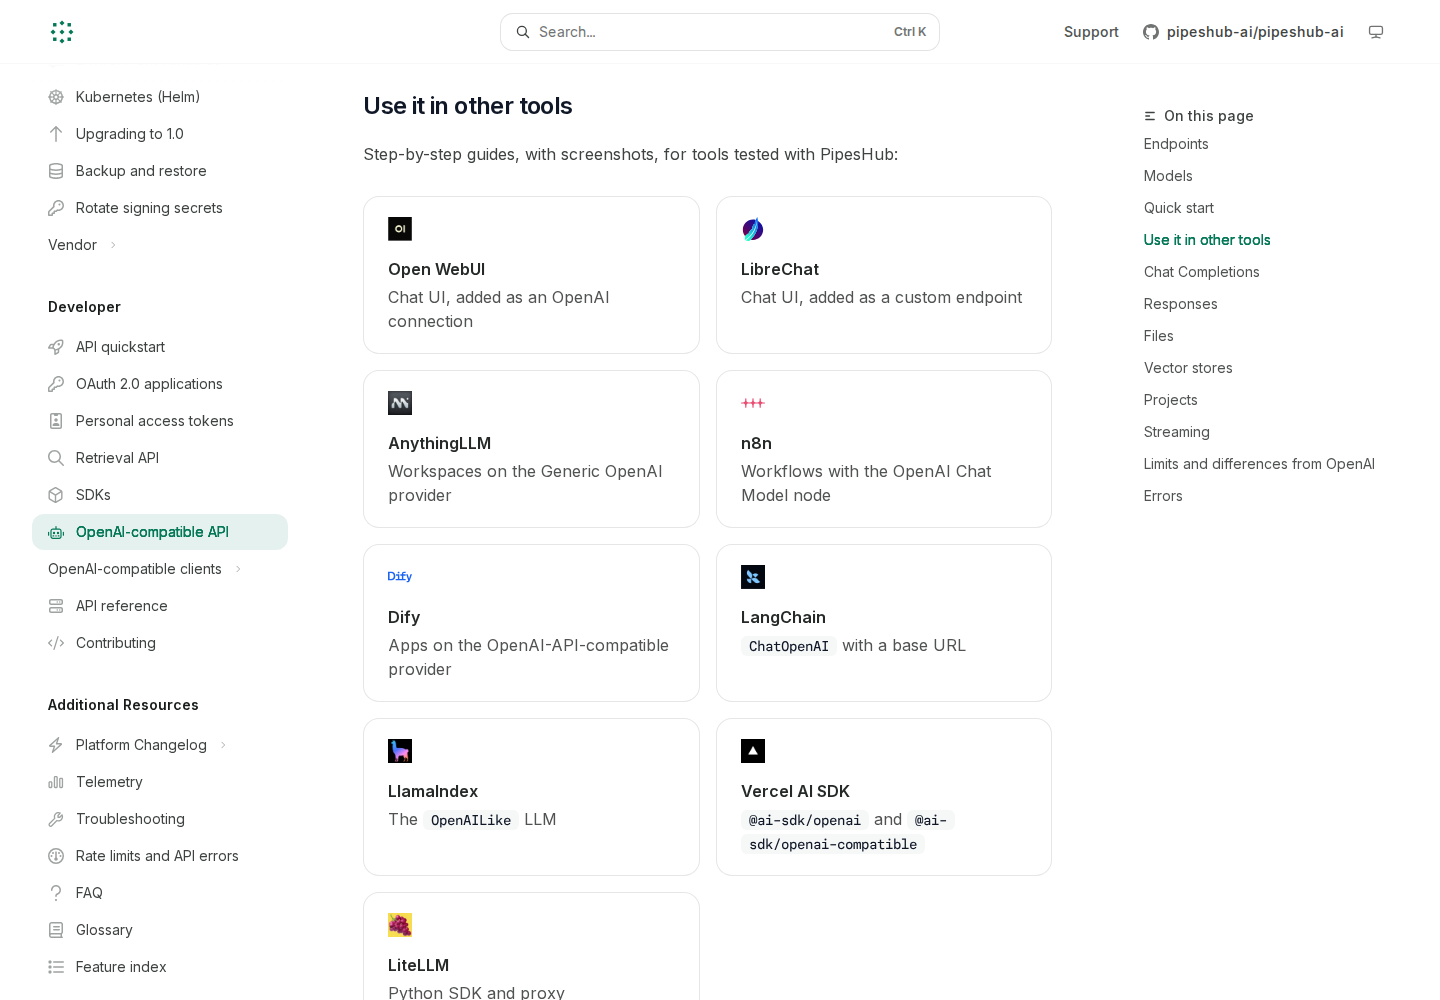 Search...
Ctrl K
Support
pipeshub-ai/pipeshub-ai
Kubernetes (Helm)
Upgrading to 1.0
Backup and restore
Rotate signing secrets
Vendor
Developer
API quickstart
OAuth 2.0 applications
Personal access tokens
Retrieval API
SDKs
OpenAI-compatible API
OpenAI-compatible clients
API reference
Contributing
Additional Resources
Platform Changelog
Telemetry
Troubleshooting
Rate limits and API errors
FAQ
Glossary
Feature index
Use it in other tools
Step-by-step guides, with screenshots, for tools tested with PipesHub:
OI
Open WebUI
Chat UI, added as an OpenAI
connection
LibreChat
Chat UI, added as a custom endpoint
AnythingLLM
Workspaces on the Generic OpenAI
provider
n8n
Workflows with the OpenAI Chat
Model node
Dify
Dify
Apps on the OpenAI-API-compatible
provider
LangChain
ChatOpenAI with a base URL
LlamaIndex
The OpenAILike LLM
Vercel AI SDK
@ai-sdk/openai and @ai-
sdk/openai-compatible
LiteLLM
Python SDK and proxy
On this page
Endpoints
Models
Quick start
Use it in other tools
Chat Completions
Responses
Files
Vector stores
Projects
Streaming
Limits and differences from OpenAI
Errors